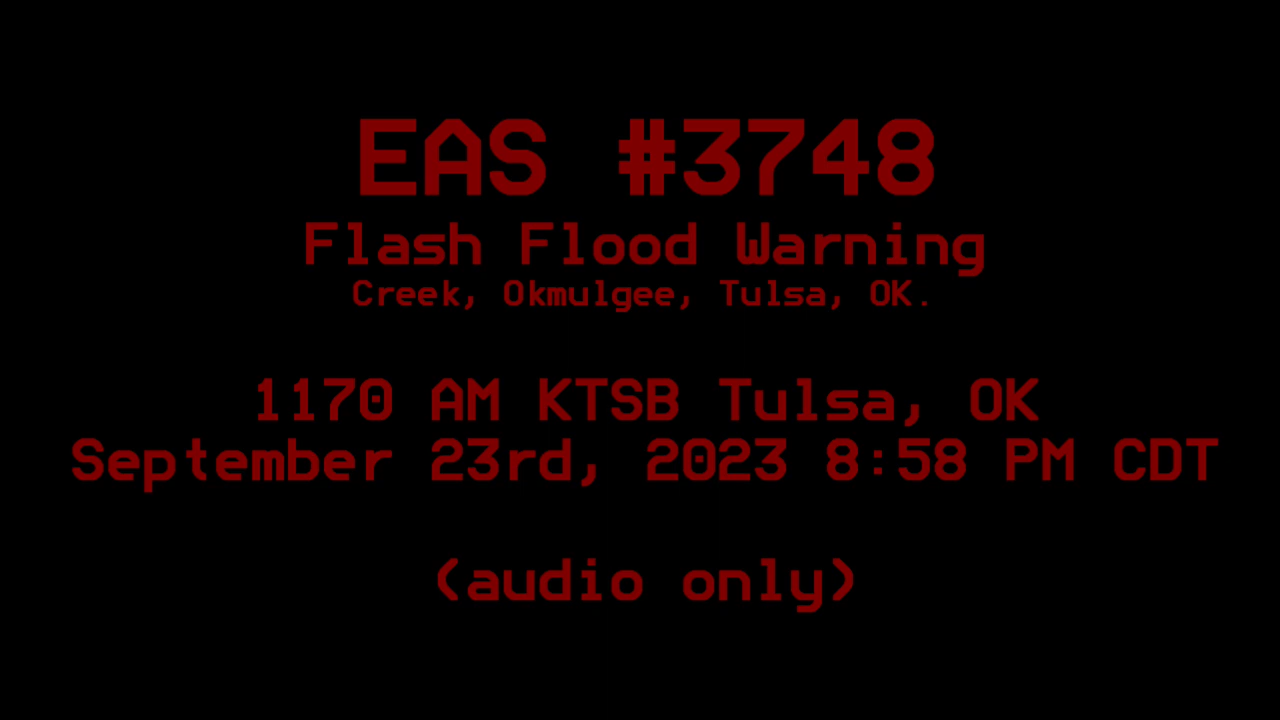 EAS #3748
Flash Flood Warning
Creek, Okmulgee, Tulsa, OK.
1170 AM KTSB Tulsa, OK
September 23rd, 2023 8:58 PM CDT
(audio only)